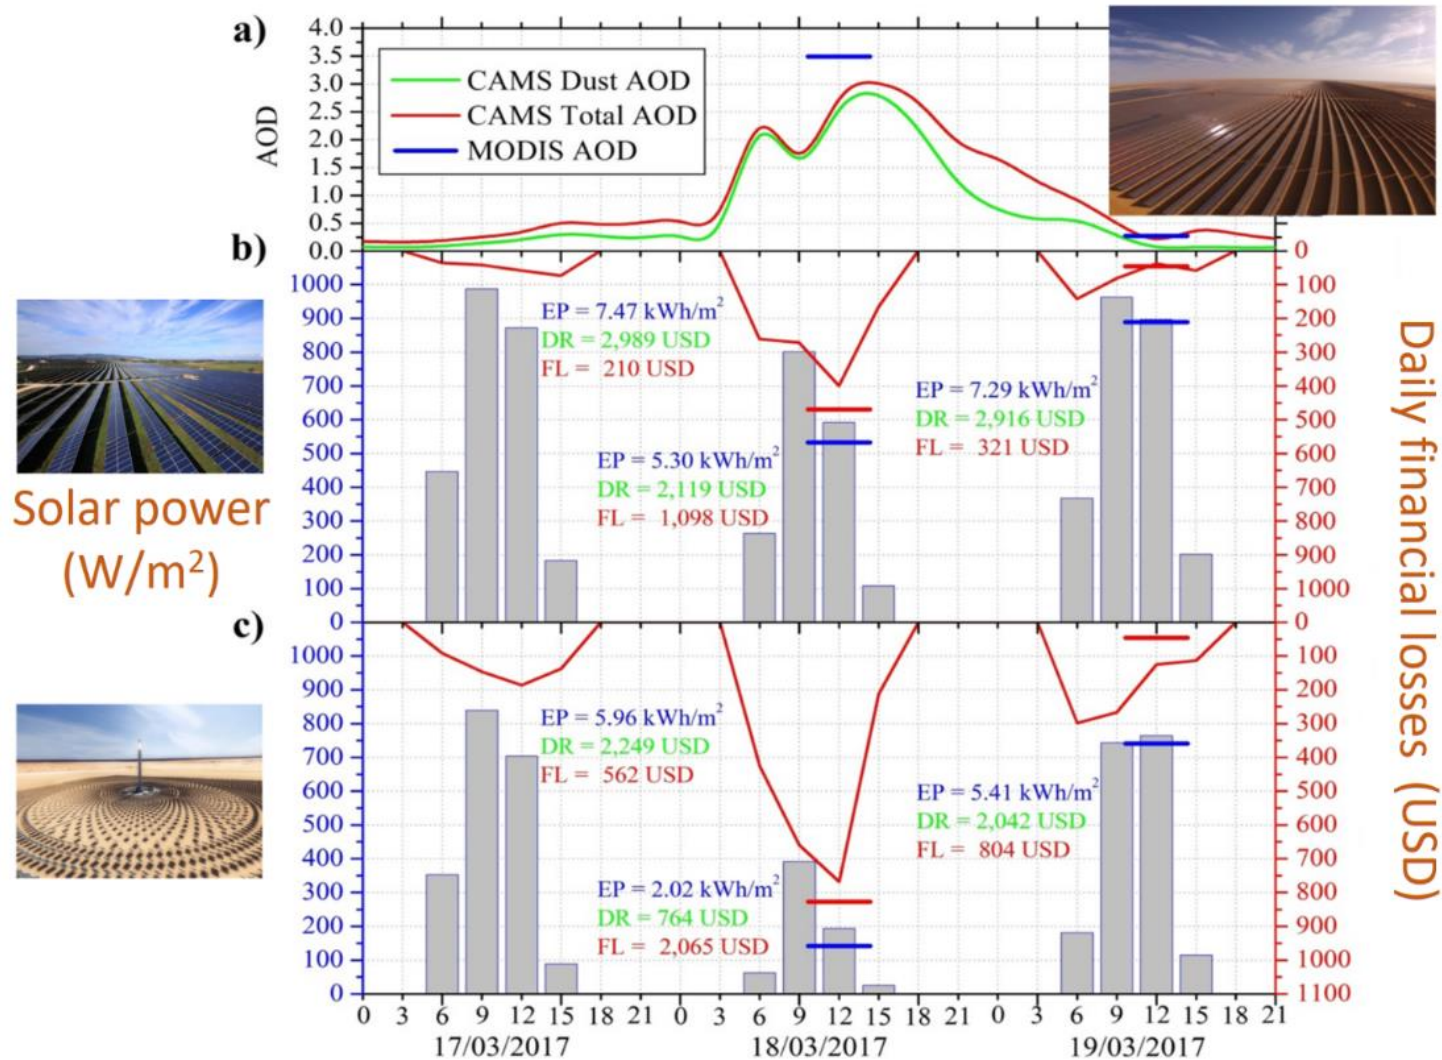 a)
4.0
3.5
3.0
2.5
2.0
1.5
1.0
0.5
0.0
AOD
CAMS Dust AOD
CAMS Total AOD
MODIS AOD
b)
1000
900
800
700
600
500
400
300
200
100
0
0
100
200
300
400
500
600
700
800
900
1000
0
EP = 7.47 kWh/m²
DR = 2,989 USD
FL = 210 USD
EP = 5.30 kWh/m²
DR = 2,119 USD
FL = 1,098 USD
EP = 7.29 kWh/m²
DR = 2,916 USD
FL = 321 USD
Solar power
(W/m²)
Daily financial losses (USD)
c)
1000
900
800
700
600
500
400
300
200
100
0
100
200
300
400
500
600
700
800
900
1000
1100
EP = 5.96 kWh/m²
DR = 2,249 USD
FL = 562 USD
EP = 2.02 kWh/m²
DR = 764 USD
FL = 2,065 USD
EP = 5.41 kWh/m²
DR = 2,042 USD
FL = 804 USD
0 3 6 9 12 15 18 21 0 3 6 9 12 15 18 21 0 3 6 9 12 15 18 21
17/03/2017 18/03/2017 19/03/2017